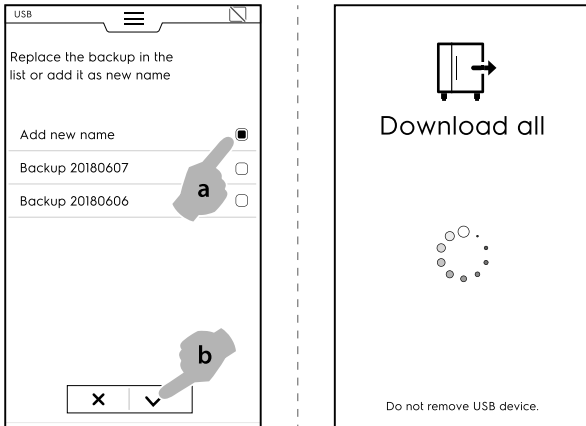 USB
Replace the backup in the
list or add it as new name
Add new name
Backup 20180607
Backup 20180606
a
b
Download all
Do not remove USB device.